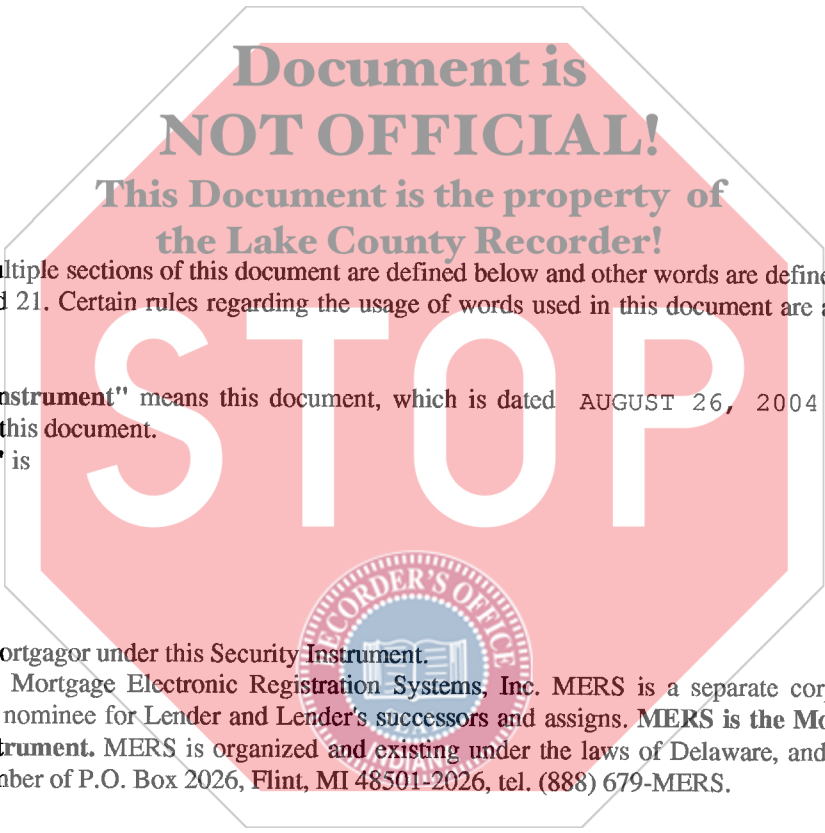 Document is
NOT OFFICIAL!
This Document is the property of
the Lake County Recorder!
ultiple sections of this document are defined below and other words are define
d 21. Certain rules regarding the usage of words used in this document are a
STOP
nstrument" means this document, which is dated AUGUST 26, 2004
this document.
" is
RECORDER'S OFFICE
ortgagor under this Security Instrument.
Mortgage Electronic Registration Systems, Inc. MERS is a separate cor
nominee for Lender and Lender's successors and assigns. MERS is the Mo
trument. MERS is organized and existing under the laws of Delaware, and
nber of P.O. Box 2026, Flint, MI 48501-2026, tel. (888) 679-MERS.